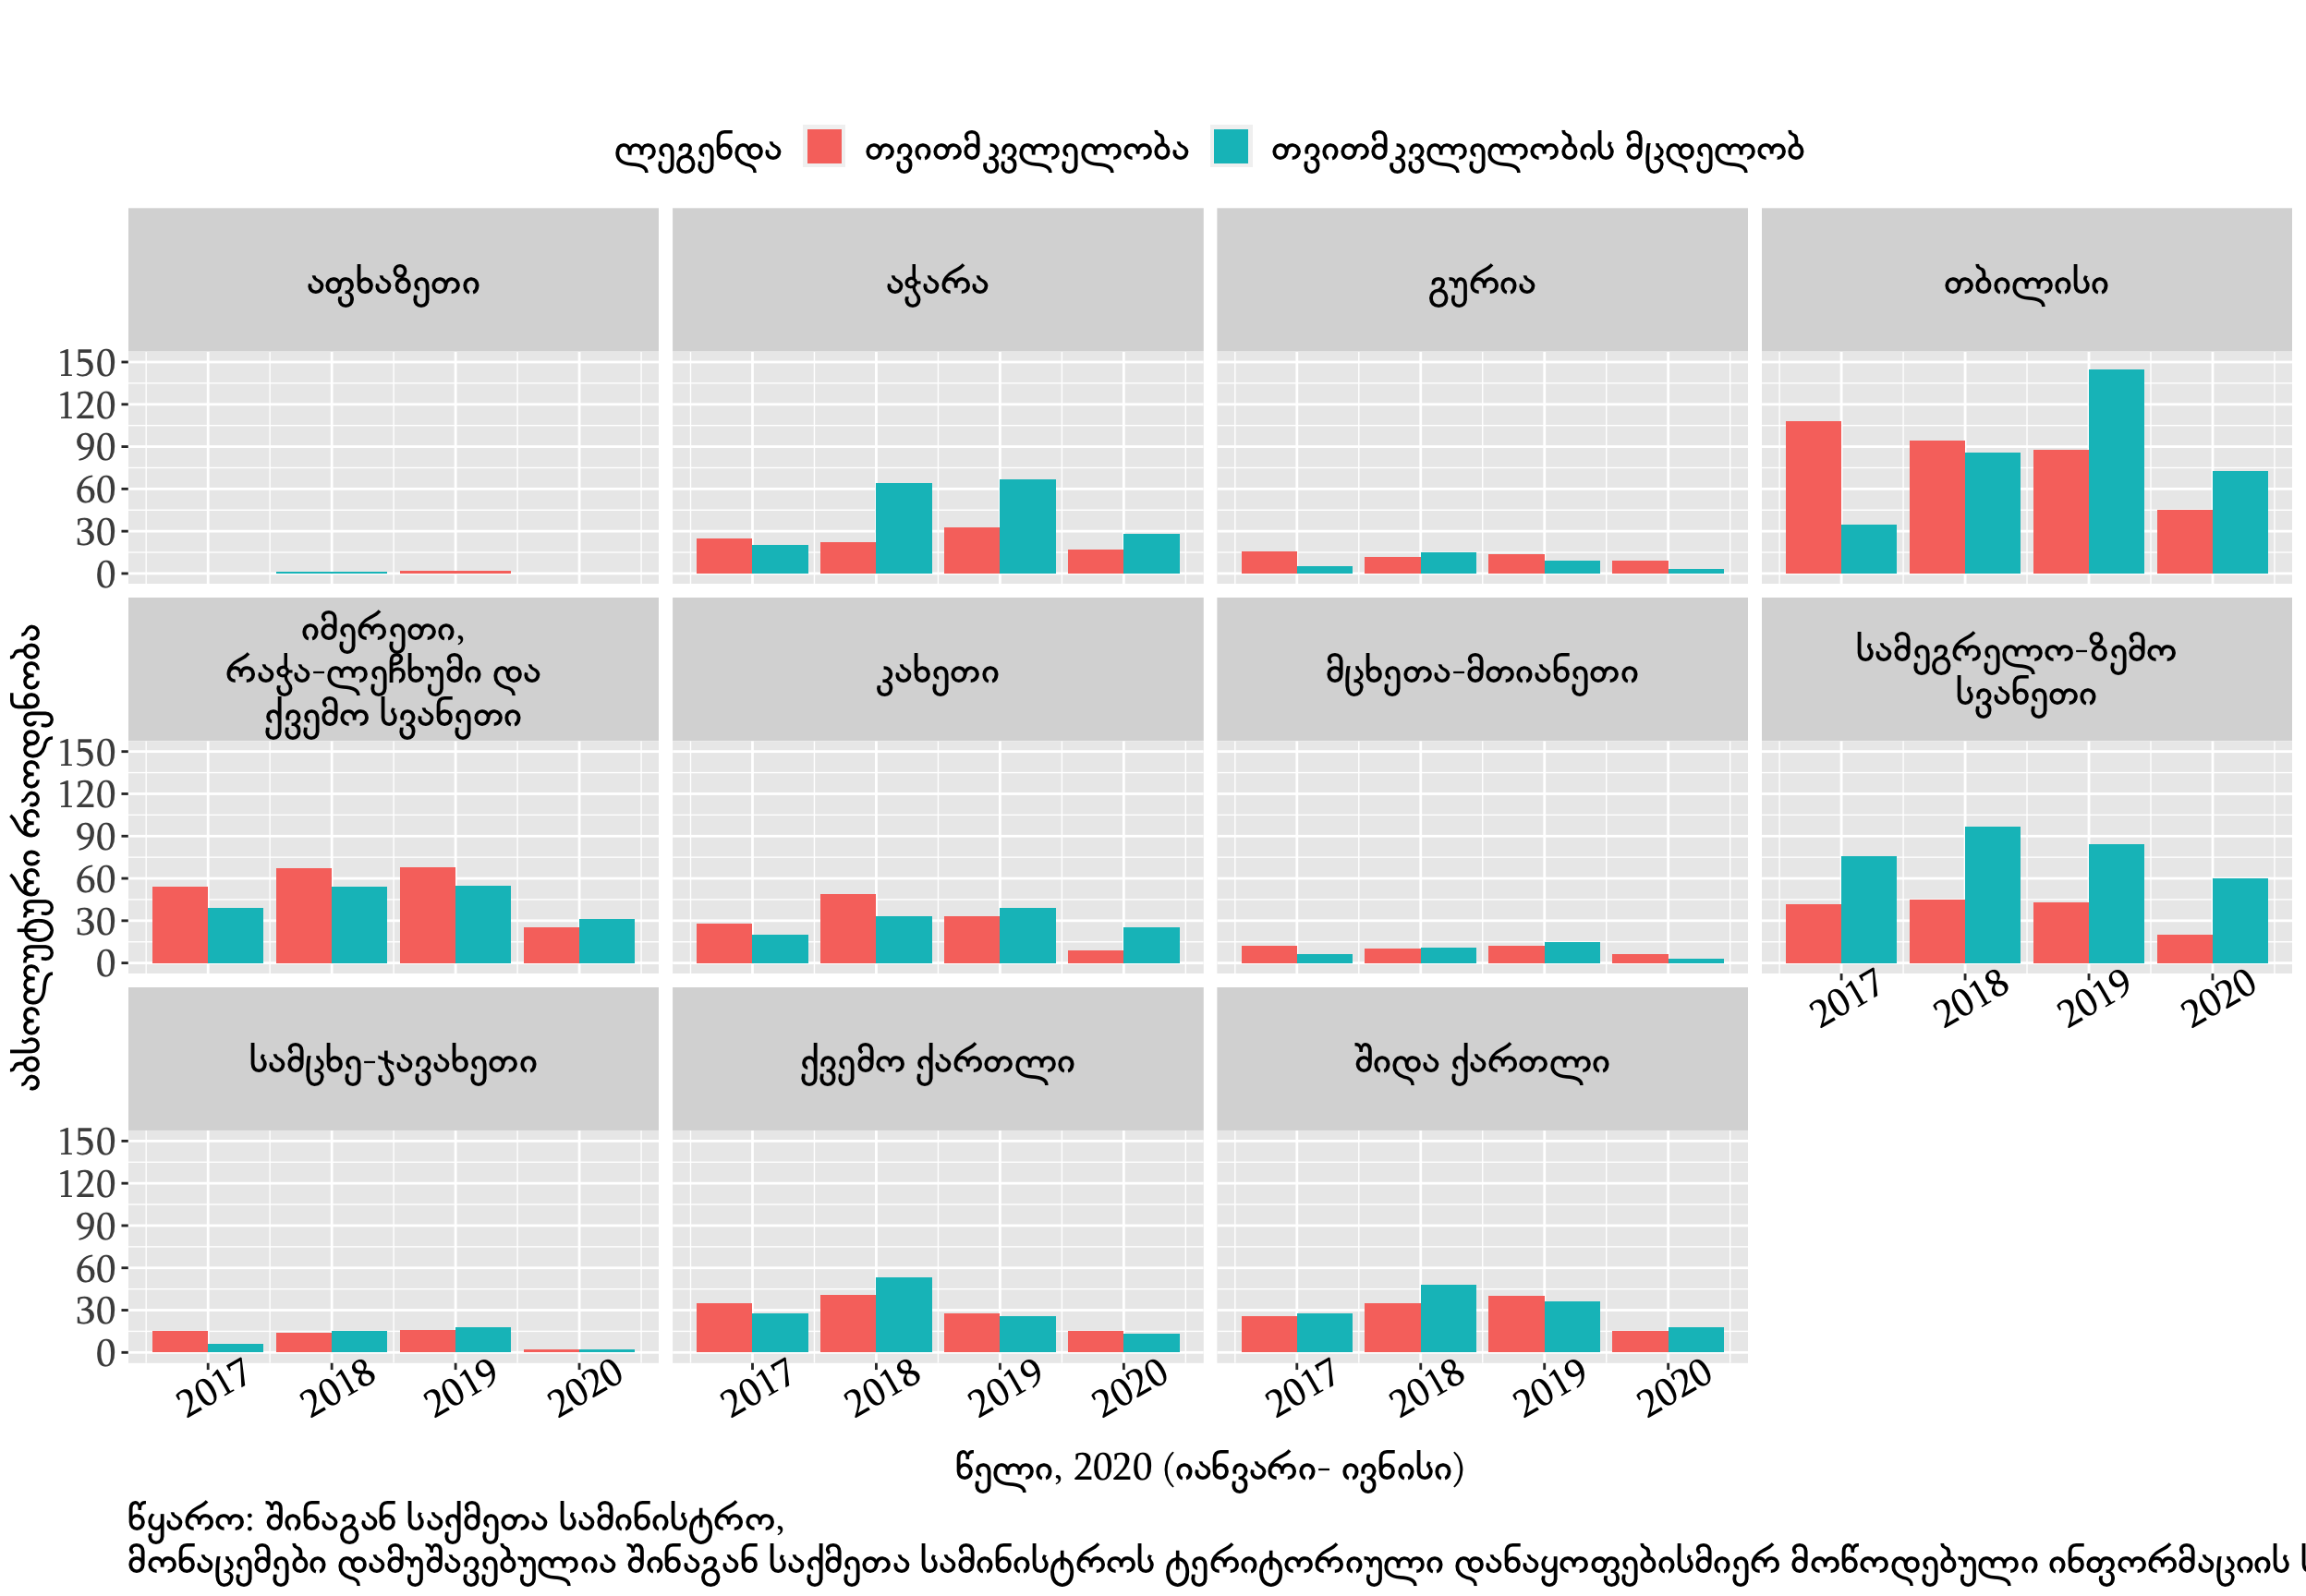 ლეგენდა თვითმკვლელობა თვითმკვლელობის მცდელობ
აფხაზეთი აჭარა გურია თბილისი
150
120
90
60
30
0
იმერეთი,
რაჭა-ლეჩხუმი და
ქვემო სვანეთი
კახეთი
მცხეთა-მთიანეთი
სამეგრელო-ზემო
სვანეთი
150
120
90
60
30
0
2017 2018 2019 2020
სამცხე-ჯავახეთი ქვემო ქართლი შიდა ქართლი
150
120
90
60
30
0
2017 2018 2019 2020 2017 2018 2019 2020 2017 2018 2019 2020
აბსოლუტური რაოდენობა
წელი, 2020 (იანვარი- ივნისი)
წყარო: შინაგან საქმეთა სამინისტრო,
მონაცემები დამუშავებულია შინაგან საქმეთა სამინისტროს ტერიტორიული დანაყოფებისმიერ მოწოდებული ინფორმაციის